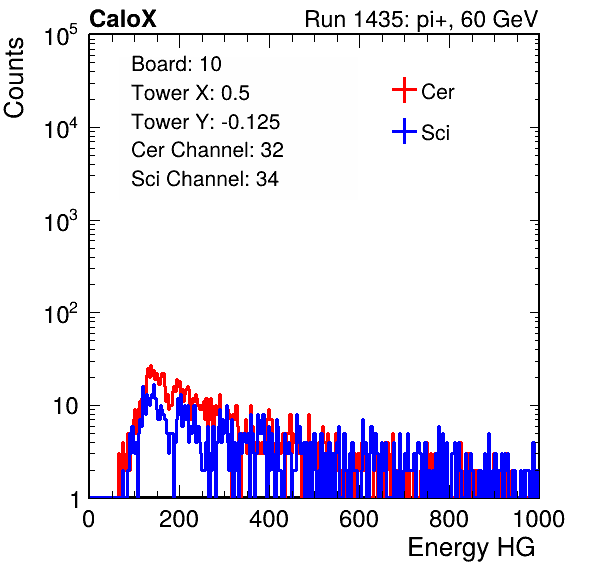 CaloX Run 1435: pi+, 60 GeV
Board: 10
Tower X: 0.5
Tower Y: -0.125
Cer Channel: 32
Sci Channel: 34
Cer
Sci
Counts
10^5
10^4
10^3
10^2
10
1
0 200 400 600 800 1000
Energy HG